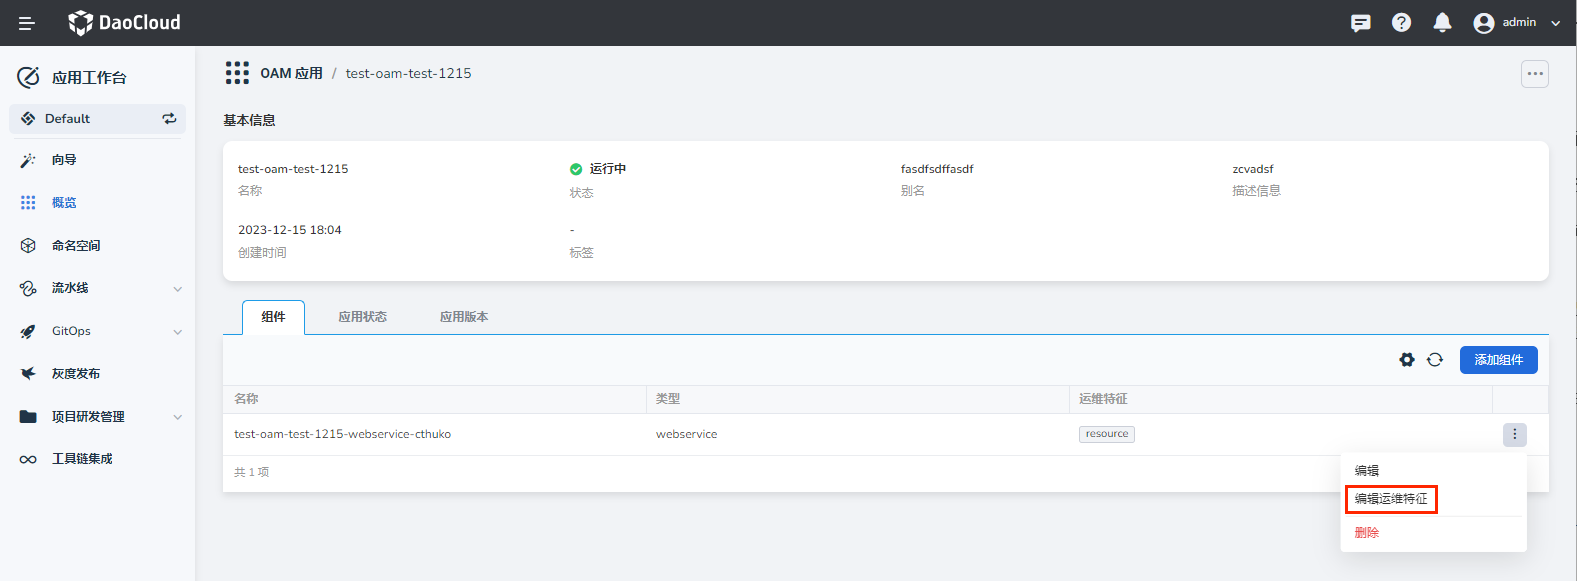 DaoCloud
admin
应用工作台
Default
向导
概览
命名空间
流水线
GitOps
灰度发布
项目研发管理
工具链集成
OAM 应用 / test-oam-test-1215
基本信息
test-oam-test-1215
名称
运行中
状态
fasdfsdffasdf
别名
zcvadsf
描述信息
2023-12-15 18:04
创建时间
-
标签
组件 应用状态 应用版本
添加组件
名称 类型 运维特征
test-oam-test-1215-webservice-cthuko webservice resource
共 1 项
编辑
编辑运维特征
删除